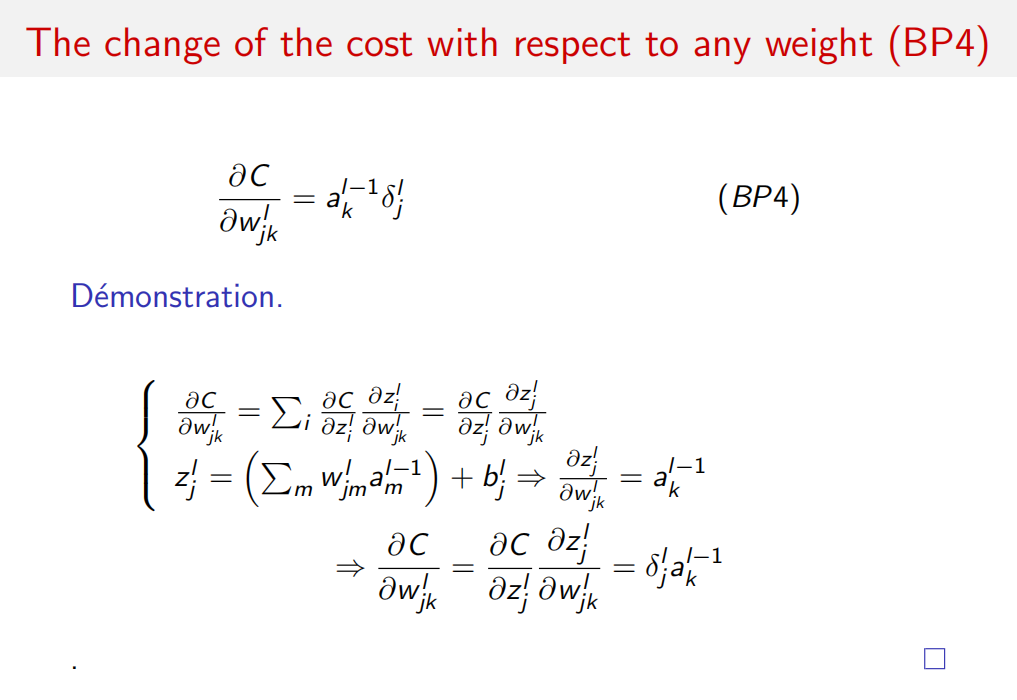 The change of the cost with respect to any weight (BP4)
$\frac{\partial C}{\partial w_{jk}^{l}} = a_k^{l-1} \delta_j^l$ (BP4)
Démonstration.
$\left\{ \begin{array}{l} \frac{\partial C}{\partial w_{jk}^l} = \sum_i \frac{\partial C}{\partial z_i^l} \frac{\partial z_i^l}{\partial w_{jk}^l} = \frac{\partial C}{\partial z_j^l} \frac{\partial z_j^l}{\partial w_{jk}^l} \\
z_j^l = \left( \sum_m w_{jm}^l a_m^{l-1} \right) + b_j^l \Rightarrow \frac{\partial z_j^l}{\partial w_{jk}^l} = a_k^{l-1} \end{array} \right.$
$\Rightarrow \frac{\partial C}{\partial w_{jk}^l} = \frac{\partial C}{\partial z_j^l} \frac{\partial z_j^l}{\partial w_{jk}^l} = \delta_j^l a_k^{l-1}$
. □